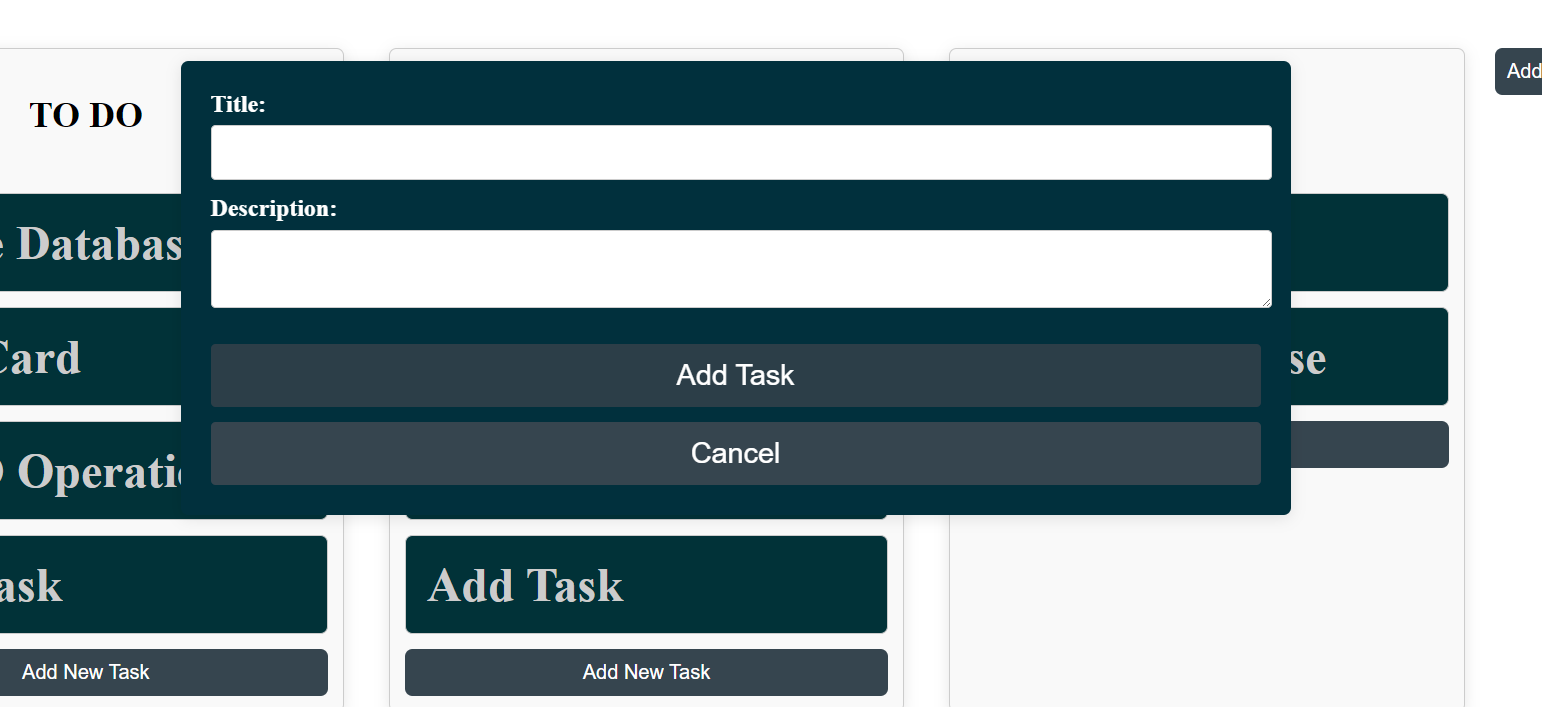 Add
TO DO
Title:
Description:
Databas
Card
Operatio
se
Add Task
Cancel
ask
Add Task
Add New Task
Add New Task